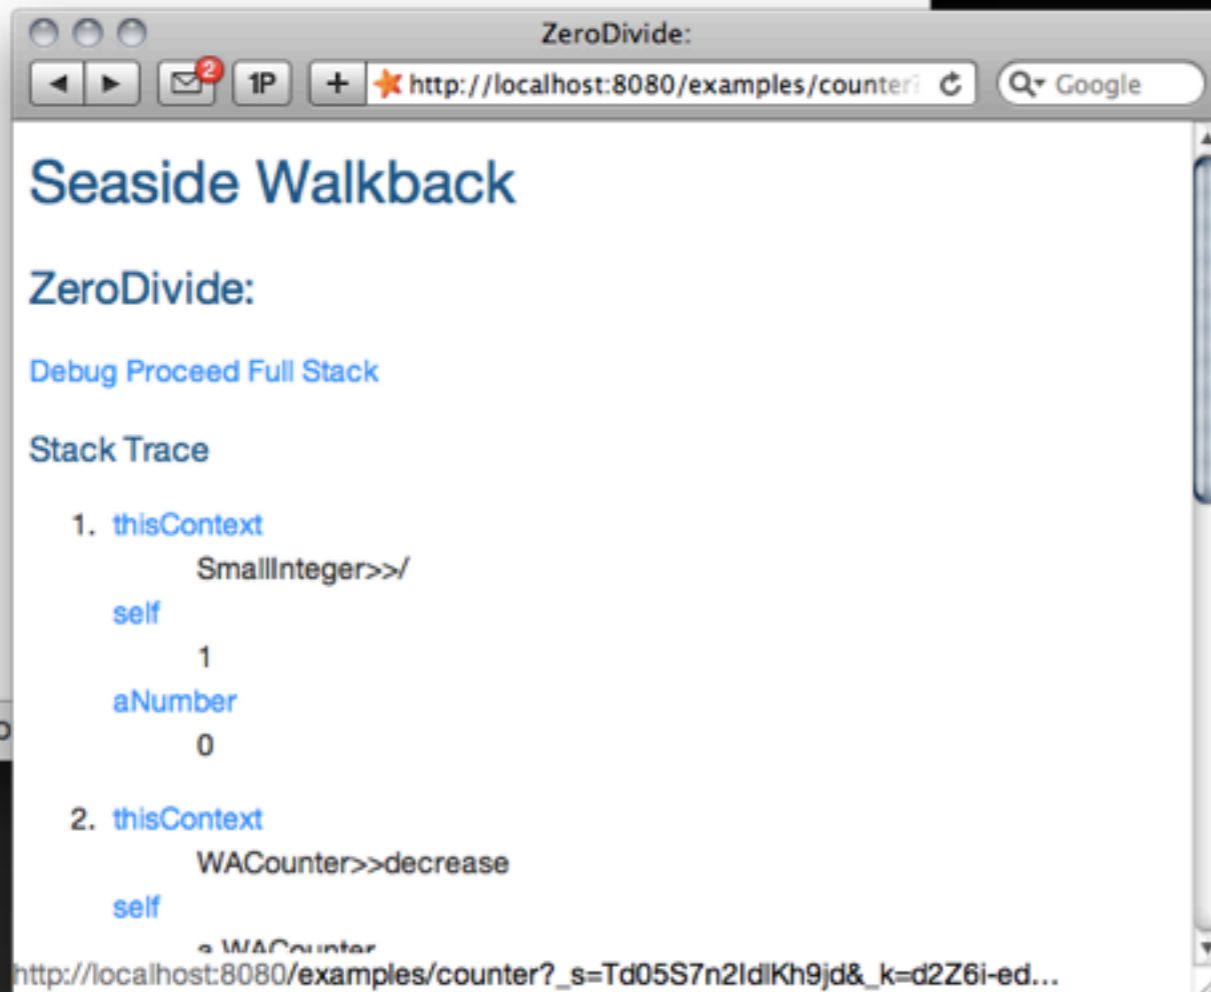 ZeroDivide:
2
1P
+
http://localhost:8080/examples/counter
Google
Seaside Walkback
ZeroDivide:
Debug Proceed Full Stack
Stack Trace
1. thisContext
SmallInteger>>/
self
1
aNumber
0
2. thisContext
WACounter>>decrease
self
a WACounter
http://localhost:8080/examples/counter?_s=Td05S7n2IdlKh9jd&_k=d2Z6i-ed...